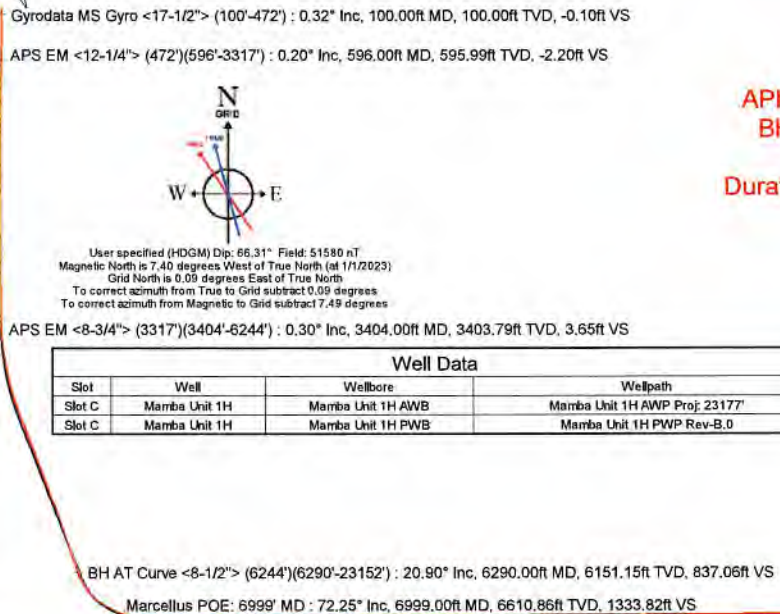 Gyrodata MS Gyro <17-1/2"> (100'-472') : 0.32° Inc, 100.00ft MD, 100.00ft TVD, -0.10ft VS
APS EM <12-1/4"> (472')(596'-3317') : 0.20° Inc, 596.00ft MD, 595.99ft TVD, -2.20ft VS
N
GRID
TRUE
W
E
User specified (HDGM) Dip: 66.31° Field: 51580 nT
Magnetic North is 7.40 degrees West of True North (at 1/1/2023)
Grid North is 0.09 degrees East of True North
To correct azimuth from True to Grid subtract 0.09 degrees
To correct azimuth from Magnetic to Grid subtract 7.49 degrees
APS EM <8-3/4"> (3317')(3404'-6244') : 0.30° Inc, 3404.00ft MD, 3403.79ft TVD, 3.65ft VS
Well Data
Slot Well Wellbore Wellpath
Slot C Mamba Unit 1H Mamba Unit 1H AWB Mamba Unit 1H AWP Proj: 23177'
Slot C Mamba Unit 1H Mamba Unit 1H PWB Mamba Unit 1H PWP Rev-B.0
BH AT Curve <8-1/2"> (6244')(6290'-23152') : 20.90° Inc, 6290.00ft MD, 6151.15ft TVD, 837.06ft VS
Marcellus POE: 6999' MD : 72.25° Inc, 6999.00ft MD, 6610.86ft TVD, 1333.82ft VS